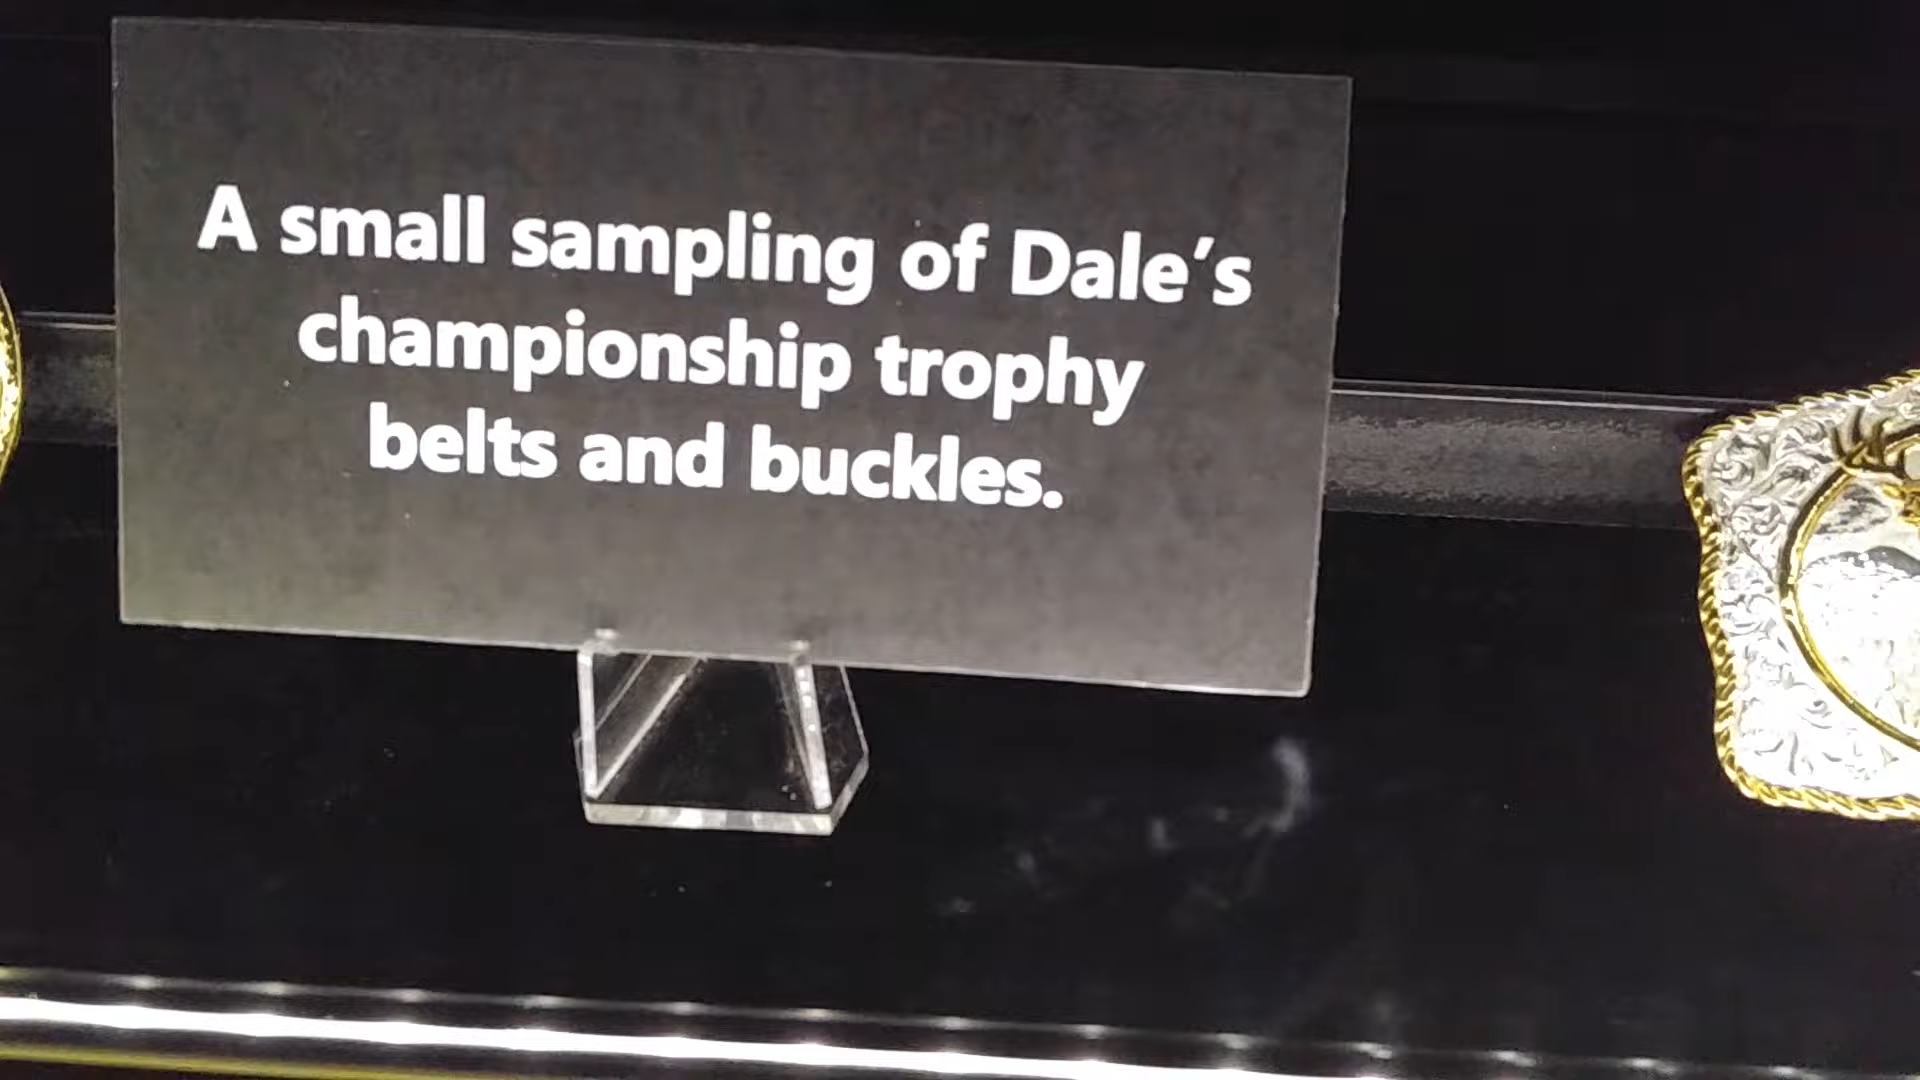 A small sampling of Dale’s
championship trophy
belts and buckles.